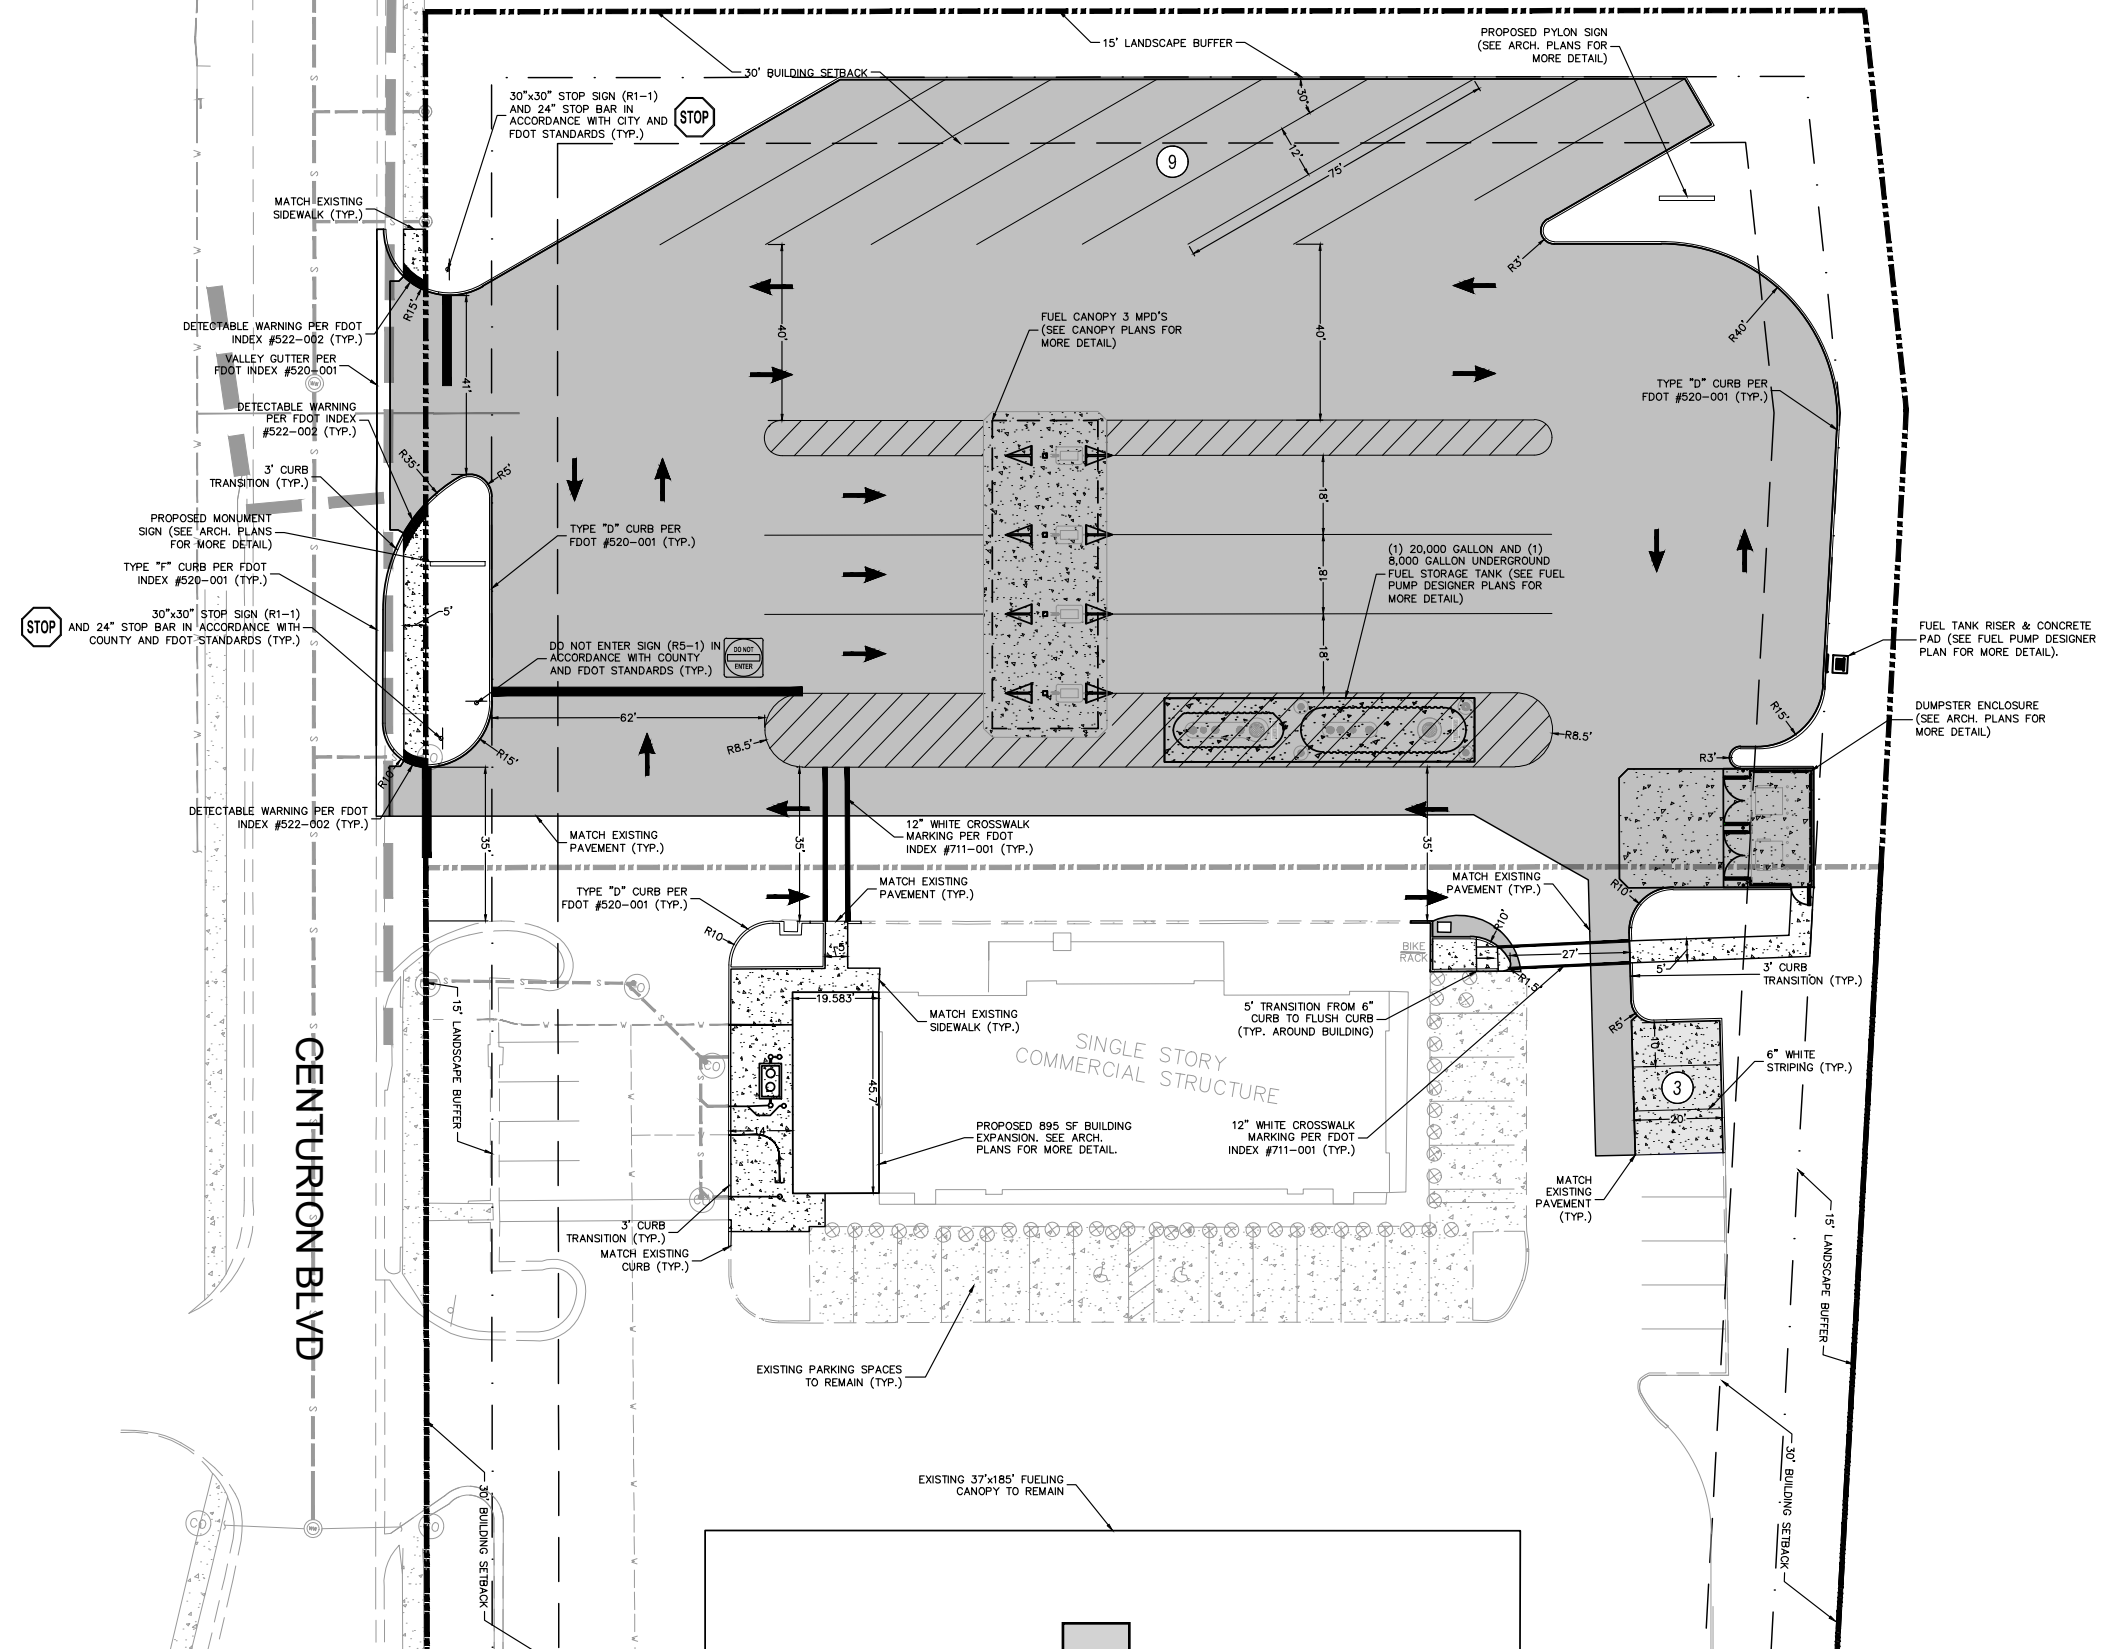 15' LANDSCAPE BUFFER
30' BUILDING SETBACK
PROPOSED PYLON SIGN
(SEE ARCH. PLANS FOR
MORE DETAIL)
30"x30" STOP SIGN (R1-1)
AND 24" STOP BAR IN
ACCORDANCE WITH CITY AND
FDOT STANDARDS (TYP.)
STOP
30'
12'
75'
9
MATCH EXISTING
SIDEWALK (TYP.)
R3'
R15'
DETECTABLE WARNING PER FDOT
INDEX #522-002 (TYP.)
VALLEY GUTTER PER
FDOT INDEX #520-001
40'
40'
FUEL CANOPY 3 MPD'S
(SEE CANOPY PLANS FOR
MORE DETAIL)
R40'
41'
TYPE "D" CURB PER
FDOT #520-001 (TYP.)
DETECTABLE WARNING
PER FDOT INDEX
#522-002 (TYP.)
R35'
R5'
3' CURB
TRANSITION (TYP.)
18'
18'
18'
PROPOSED MONUMENT
SIGN (SEE ARCH. PLANS
FOR MORE DETAIL)
TYPE "D" CURB PER
FDOT #520-001 (TYP.)
(1) 20,000 GALLON AND (1)
8,000 GALLON UNDERGROUND
FUEL STORAGE TANK (SEE FUEL
PUMP DESIGNER PLANS FOR
MORE DETAIL)
TYPE "F" CURB PER FDOT
INDEX #520-001 (TYP.)
STOP
30"x30" STOP SIGN (R1-1)
AND 24" STOP BAR IN ACCORDANCE WITH
COUNTY AND FDOT STANDARDS (TYP.)
5'
DO NOT ENTER SIGN (R5-1) IN
ACCORDANCE WITH COUNTY
AND FDOT STANDARDS (TYP.)
DO NOT
ENTER
FUEL TANK RISER & CONCRETE
PAD (SEE FUEL PUMP DESIGNER
PLAN FOR MORE DETAIL).
62'
R8.5'
R8.5'
R15'
R15'
R10'
R3'
DUMPSTER ENCLOSURE
(SEE ARCH. PLANS FOR
MORE DETAIL)
DETECTABLE WARNING PER FDOT
INDEX #522-002 (TYP.)
35'
MATCH EXISTING
PAVEMENT (TYP.)
35'
12" WHITE CROSSWALK
MARKING PER FDOT
INDEX #711-001 (TYP.)
35'
TYPE "D" CURB PER
FDOT #520-001 (TYP.)
MATCH EXISTING
PAVEMENT (TYP.)
MATCH EXISTING
PAVEMENT (TYP.)
R10'
R10
R10'
BIKE
RACK
27'
5'
R1.5'
3' CURB
TRANSITION (TYP.)
19.583'
MATCH EXISTING
SIDEWALK (TYP.)
5' TRANSITION FROM 6"
CURB TO FLUSH CURB
(TYP. AROUND BUILDING)
R5'
10'
15' LANDSCAPE BUFFER
SINGLE STORY
COMMERCIAL STRUCTURE
45.7'
14'
PROPOSED 895 SF BUILDING
EXPANSION. SEE ARCH.
PLANS FOR MORE DETAIL.
12" WHITE CROSSWALK
MARKING PER FDOT
INDEX #711-001 (TYP.)
6" WHITE
STRIPING (TYP.)
3
20'
CENTURION BLVD
MATCH
EXISTING
PAVEMENT
(TYP.)
15' LANDSCAPE BUFFER
3' CURB
TRANSITION (TYP.)
MATCH EXISTING
CURB (TYP.)
EXISTING PARKING SPACES
TO REMAIN (TYP.)
30' BUILDING SETBACK
30' BUILDING SETBACK
EXISTING 37'x185' FUELING
CANOPY TO REMAIN